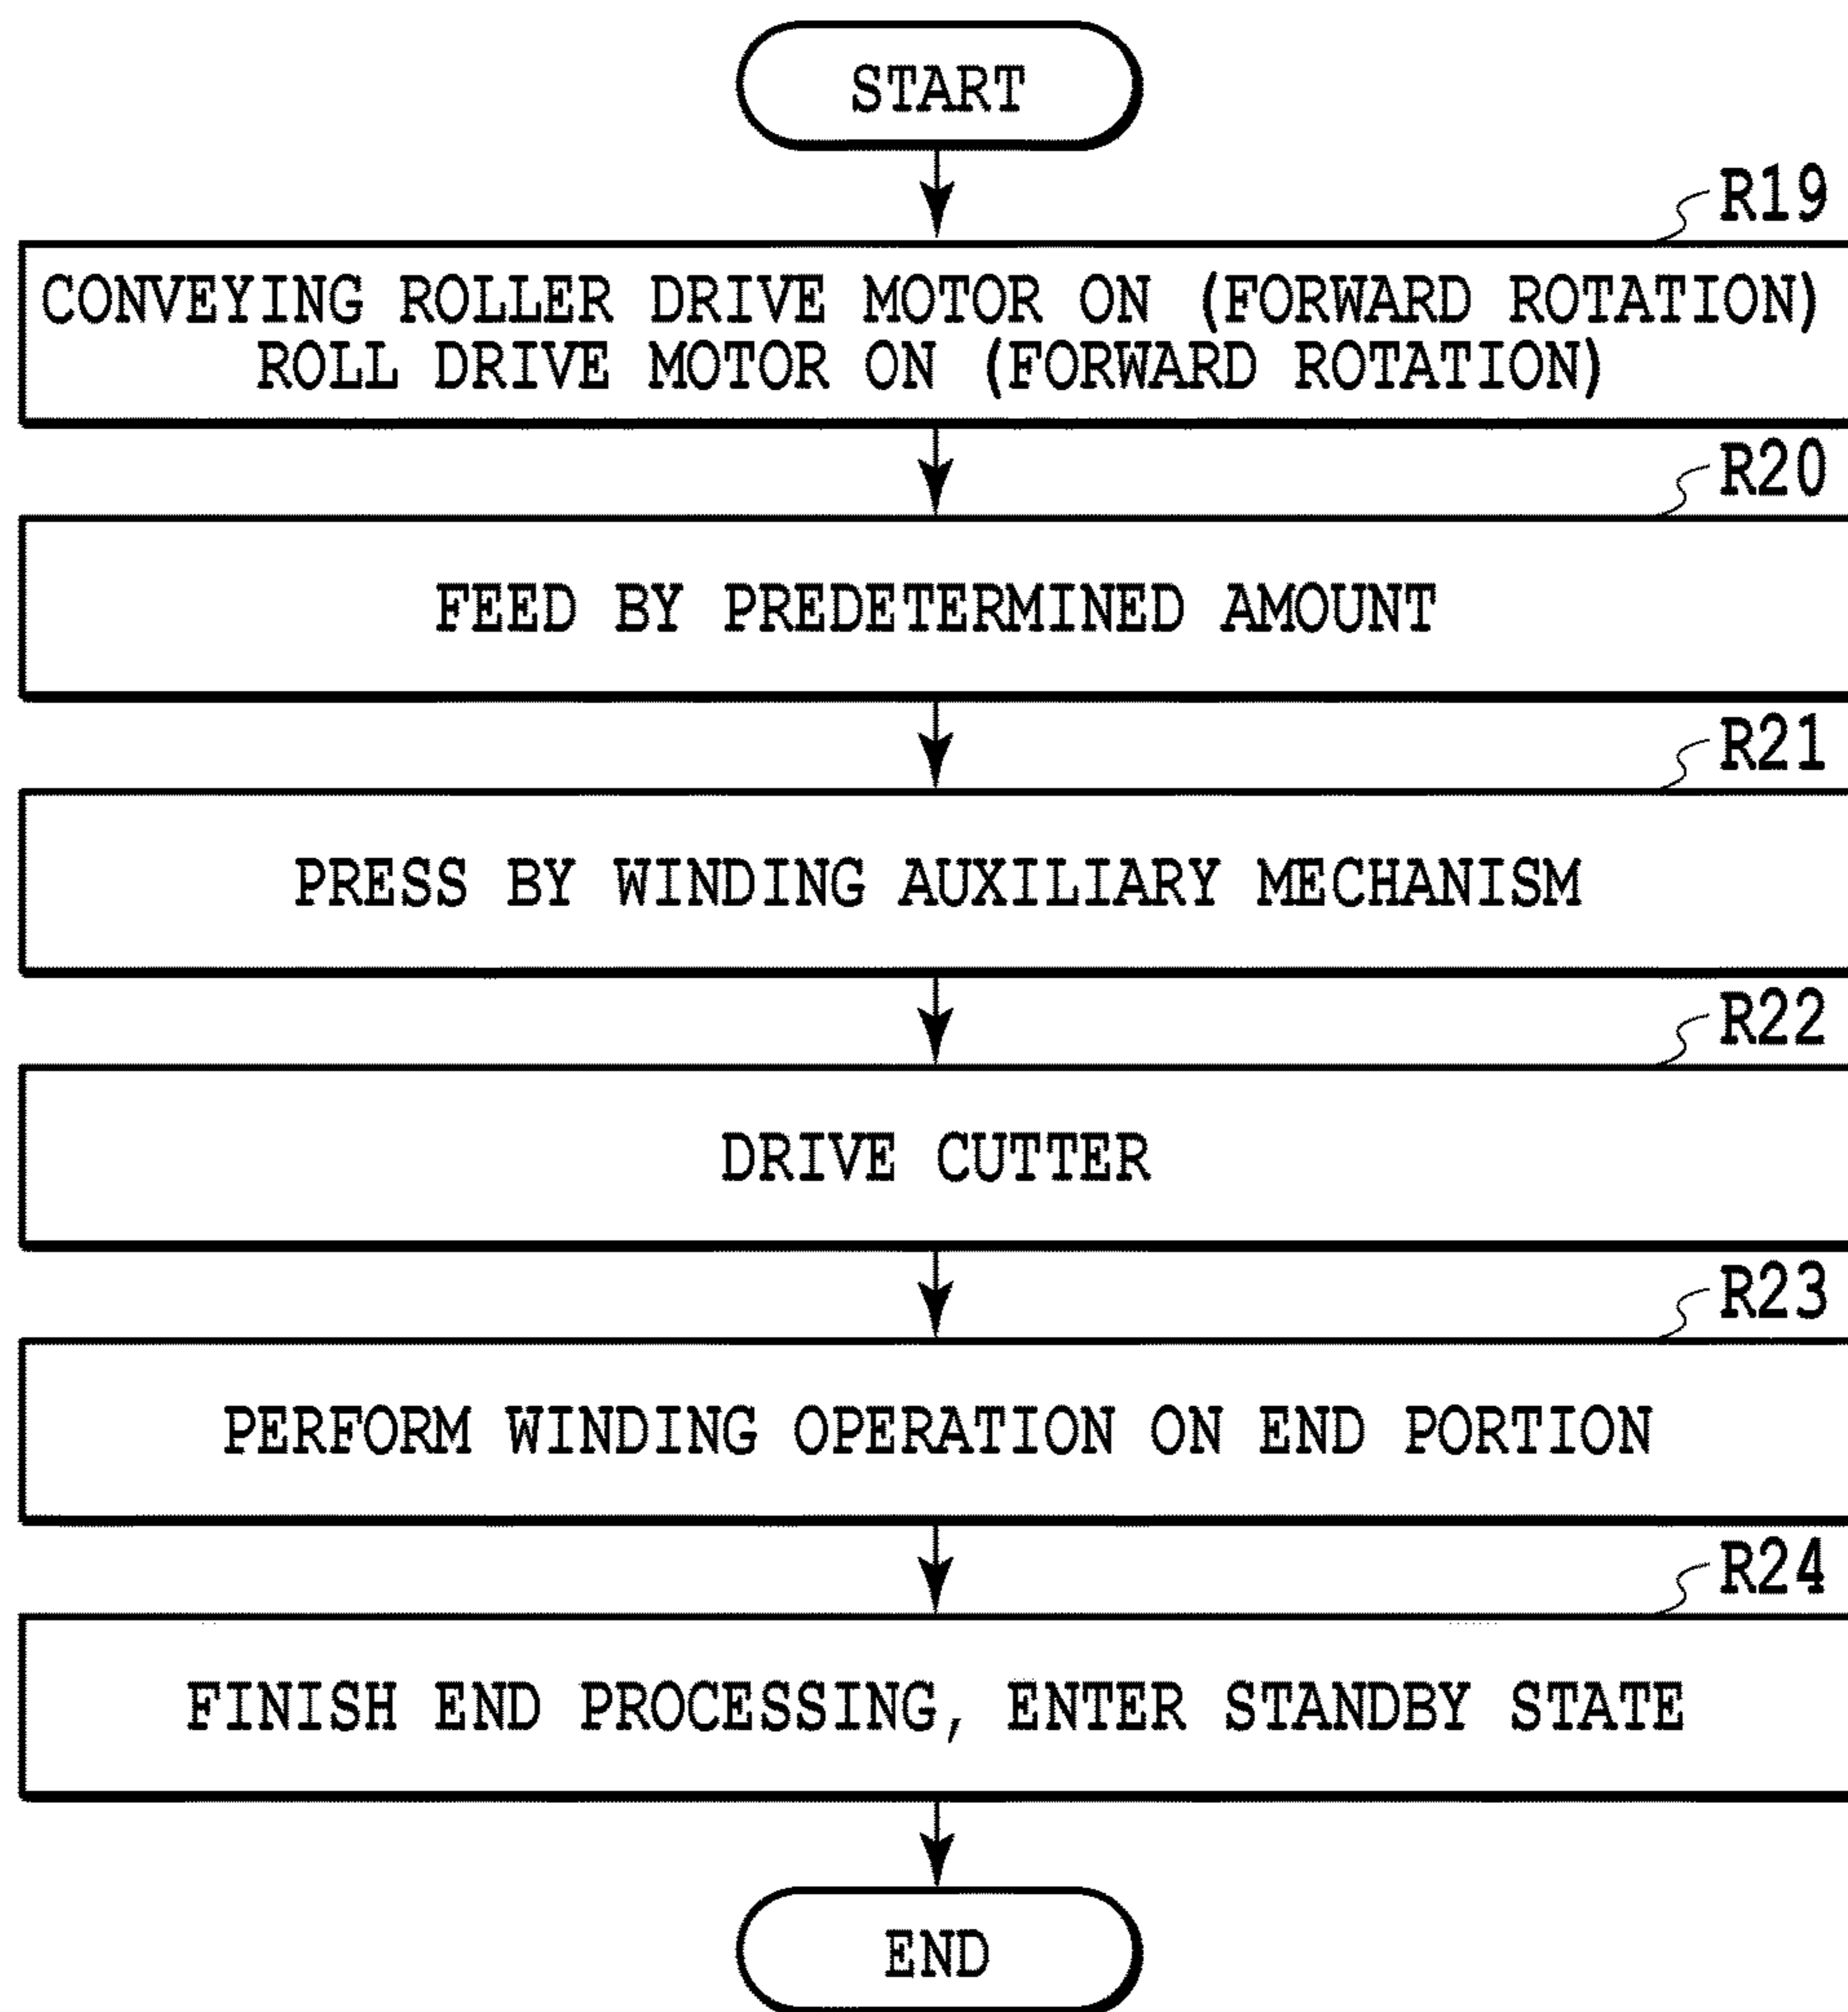 START
R19
CONVEYING ROLLER DRIVE MOTOR ON (FORWARD ROTATION)
ROLL DRIVE MOTOR ON (FORWARD ROTATION)
R20
FEED BY PREDETERMINED AMOUNT
R21
PRESS BY WINDING AUXILIARY MECHANISM
R22
DRIVE CUTTER
R23
PERFORM WINDING OPERATION ON END PORTION
R24
FINISH END PROCESSING, ENTER STANDBY STATE
END